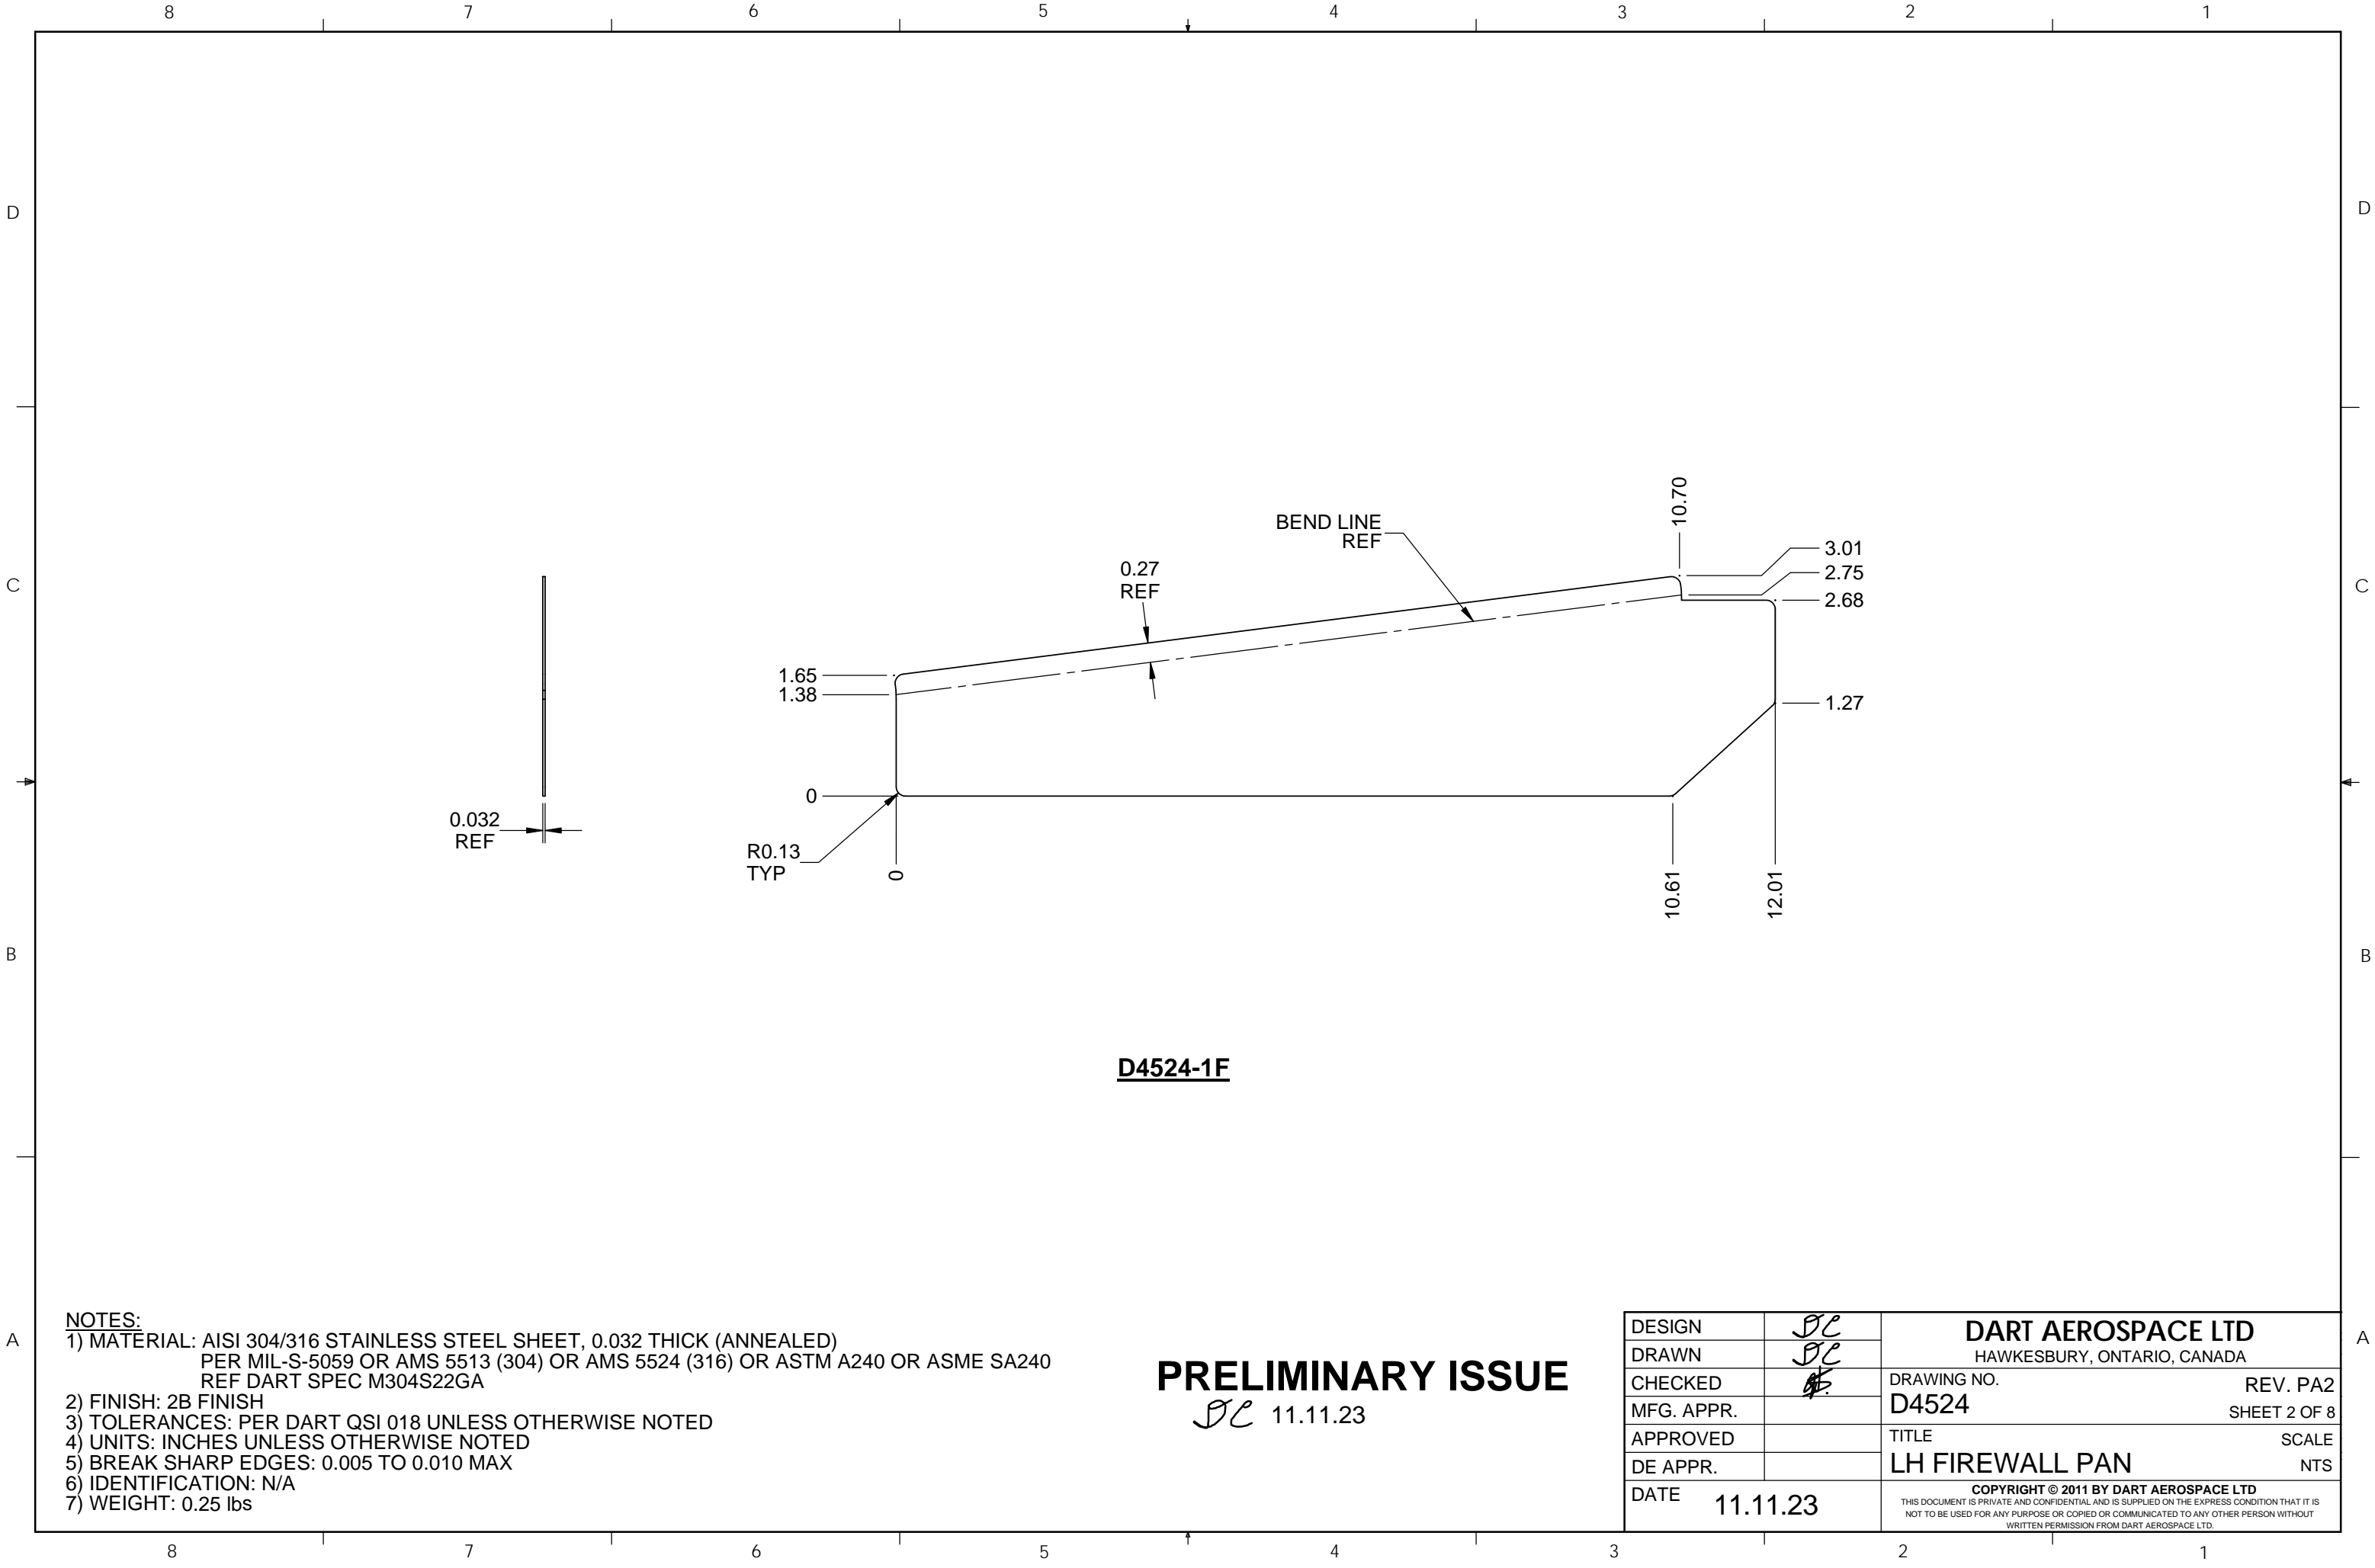 8 7 6 5 4 3 2 1
D D
10.70
BEND LINE
REF
3.01
0.27
REF
2.75
C C
2.68
1.65
1.38
1.27
0
0.032
REF
R0.13
TYP
0
10.61
12.01
B B
D4524-1F
NOTES:
1) MATERIAL: AISI 304/316 STAINLESS STEEL SHEET, 0.032 THICK (ANNEALED)
PER MIL-S-5059 OR AMS 5513 (304) OR AMS 5524 (316) OR ASTM A240 OR ASME SA240
REF DART SPEC M304S22GA
2) FINISH: 2B FINISH
3) TOLERANCES: PER DART QSI 018 UNLESS OTHERWISE NOTED
4) UNITS: INCHES UNLESS OTHERWISE NOTED
5) BREAK SHARP EDGES: 0.005 TO 0.010 MAX
6) IDENTIFICATION: N/A
7) WEIGHT: 0.25 lbs
A A
PRELIMINARY ISSUE
DC 11.11.23
DESIGN DC
DRAWN DC
CHECKED
MFG. APPR.
APPROVED
DE APPR.
DATE 11.11.23
DART AEROSPACE LTD
HAWKESBURY, ONTARIO, CANADA
DRAWING NO. REV. PA2
D4524 SHEET 2 OF 8
TITLE SCALE
LH FIREWALL PAN NTS
COPYRIGHT © 2011 BY DART AEROSPACE LTD
THIS DOCUMENT IS PRIVATE AND CONFIDENTIAL AND IS SUPPLIED ON THE EXPRESS CONDITION THAT IT IS
NOT TO BE USED FOR ANY PURPOSE OR COPIED OR COMMUNICATED TO ANY OTHER PERSON WITHOUT
WRITTEN PERMISSION FROM DART AEROSPACE LTD.
8 7 6 5 4 3 2 1